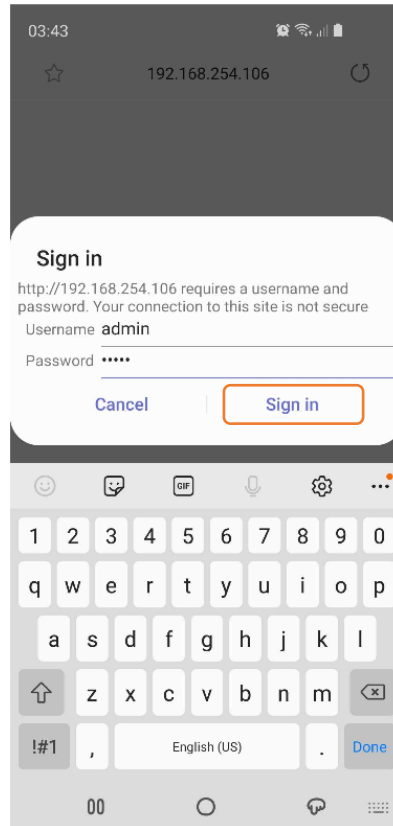 03:43
192.168.254.106
Sign in
http://192.168.254.106 requires a username and
password. Your connection to this site is not secure
Username admin
Password •••••
Cancel Sign in
GIF
1 2 3 4 5 6 7 8 9 0
q w e r t y u i o p
a s d f g h j k l
z x c v b n m
!#1 , English (US) . Done